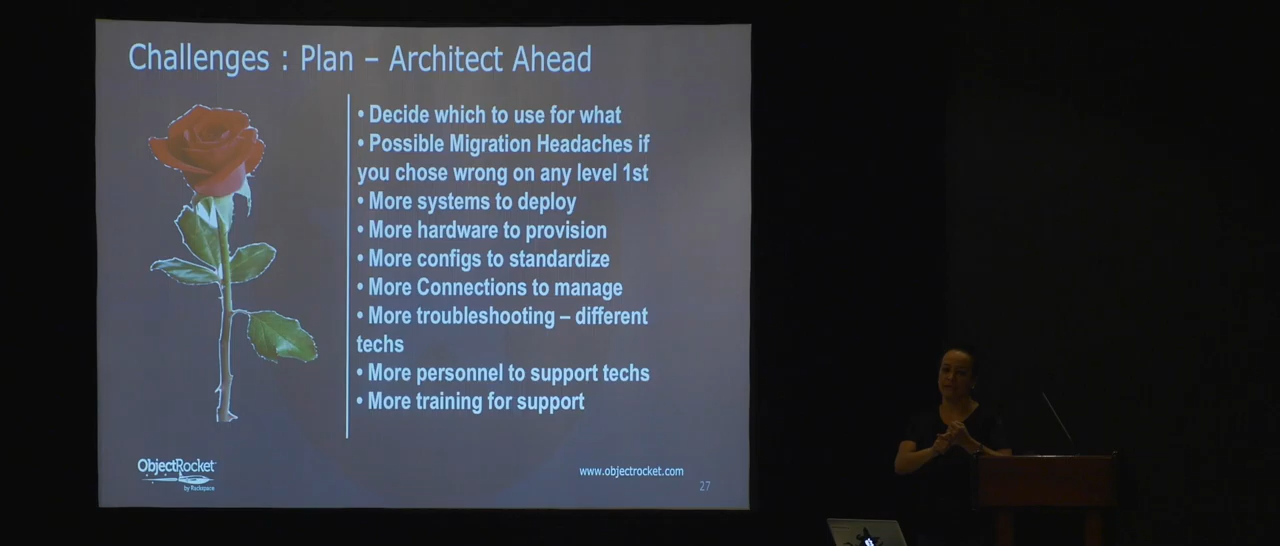 Challenges : Plan – Architect Ahead
• Decide which to use for what
• Possible Migration Headaches if
you chose wrong on any level 1st
• More systems to deploy
• More hardware to provision
• More configs to standardize
• More Connections to manage
• More troubleshooting – different
techs
• More personnel to support techs
• More training for support
ObjectRocket
by Rackspace
www.objectrocket.com
27